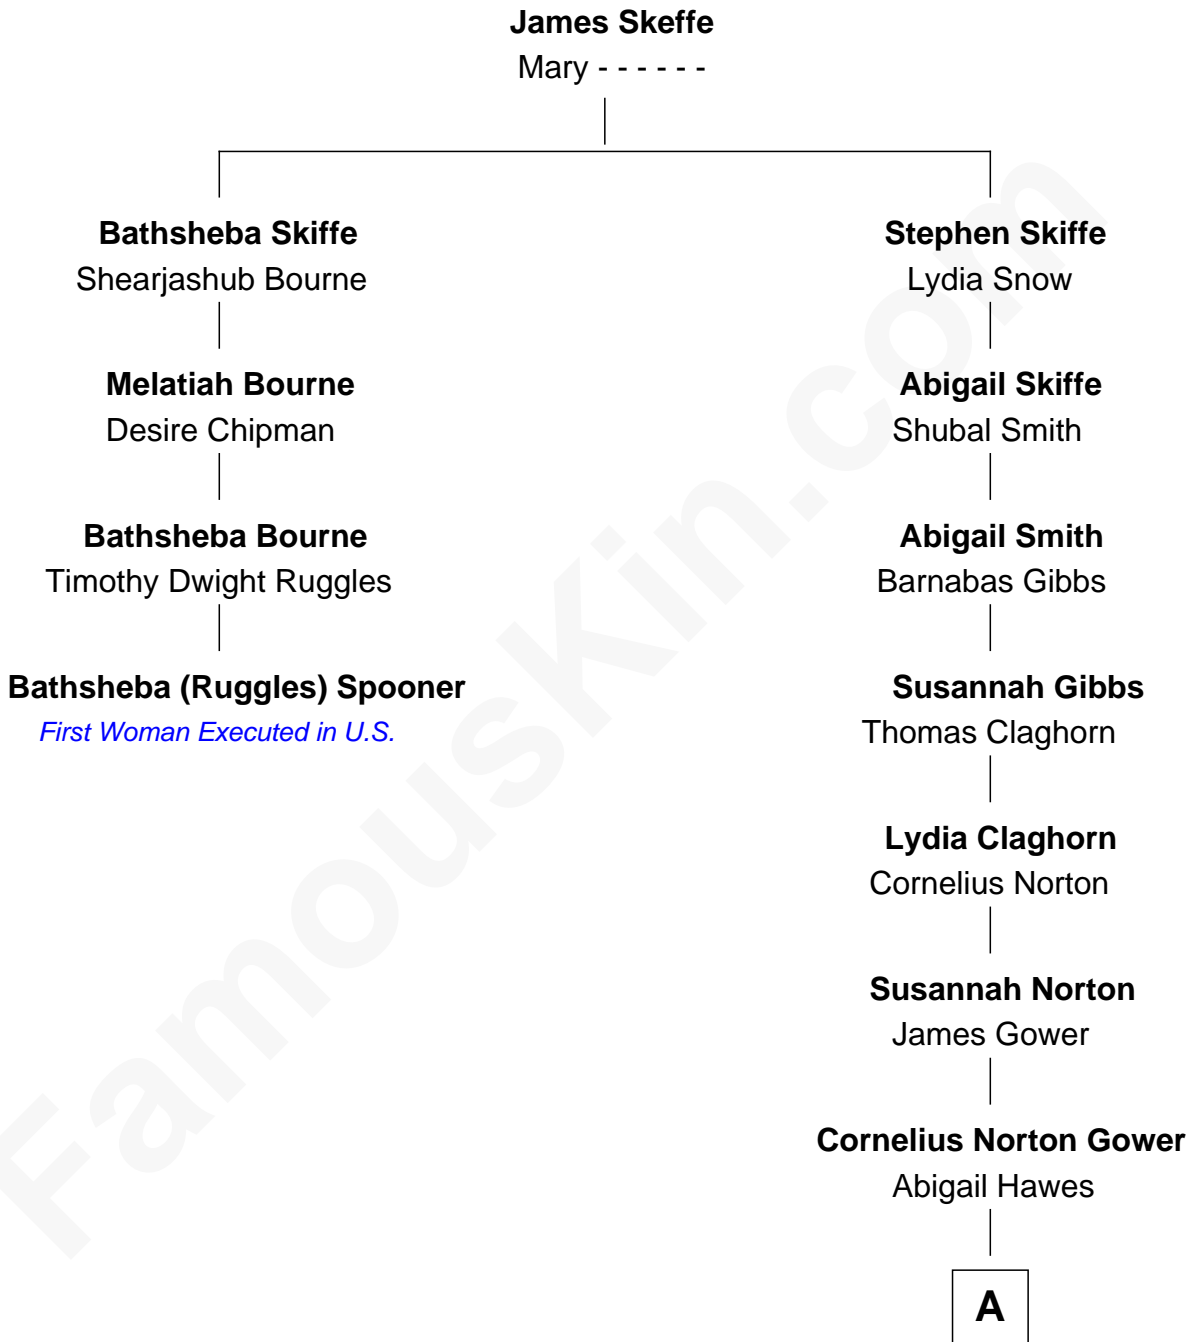 James Skeffe
Mary - - - - - -
Bathsheba Skiffe
Shearjashub Bourne
Stephen Skiffe
Lydia Snow
Melatiah Bourne
Desire Chipman
Abigail Skiffe
Shubal Smith
Bathsheba Bourne
Timothy Dwight Ruggles
Abigail Smith
Barnabas Gibbs
Bathsheba (Ruggles) Spooner
First Woman Executed in U.S.
Susannah Gibbs
Thomas Claghorn
Lydia Claghorn
Cornelius Norton
Susannah Norton
James Gower
Cornelius Norton Gower
Abigail Hawes
A
FamousKin.com